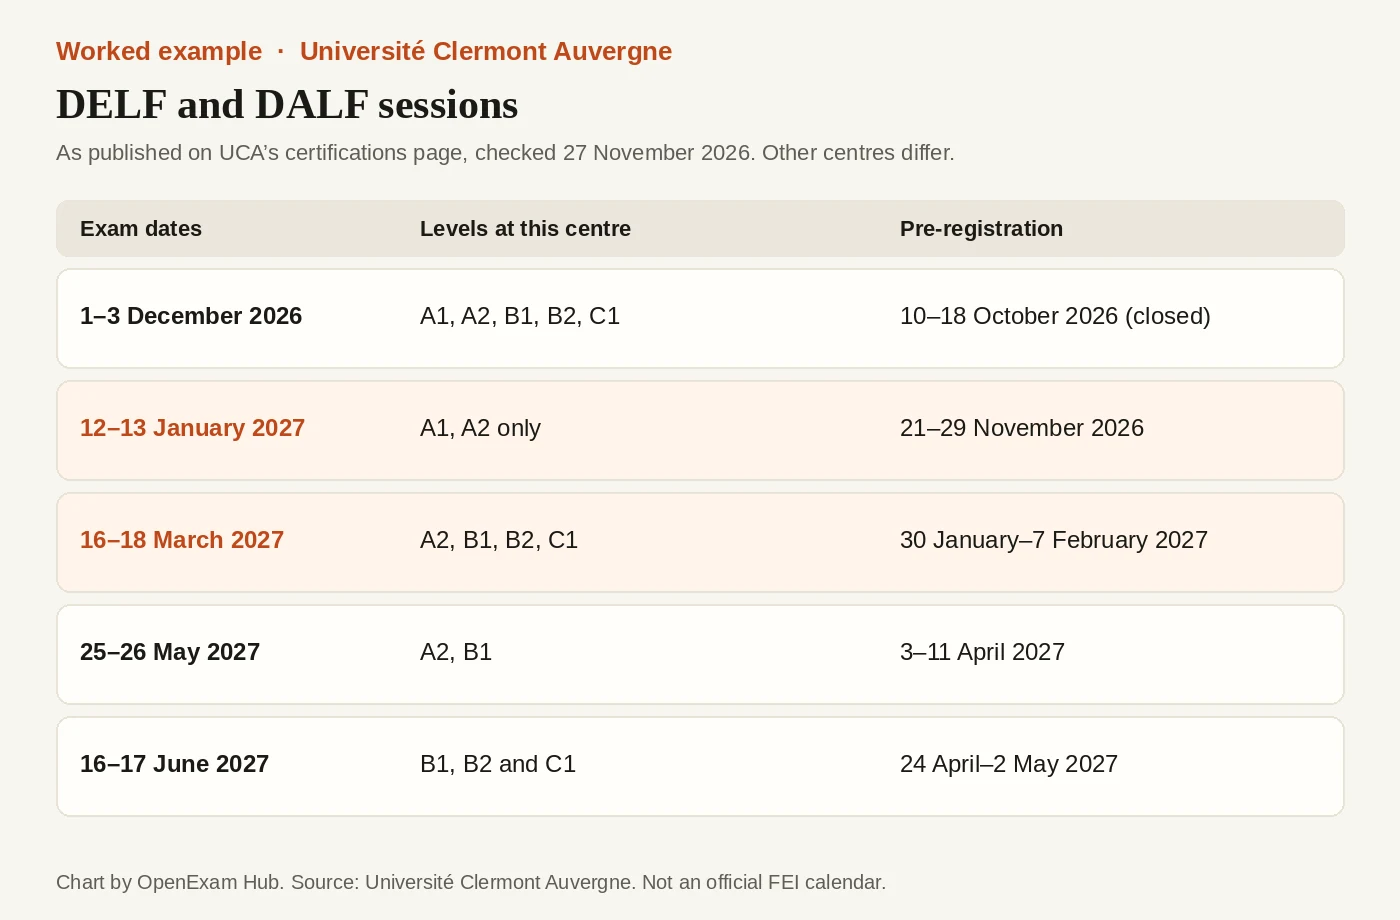 Worked example · Université Clermont Auvergne
DELF and DALF sessions
As published on UCA’s certifications page, checked 27 November 2026. Other centres differ.
Exam dates Levels at this centre Pre-registration
1–3 December 2026 A1, A2, B1, B2, C1 10–18 October 2026 (closed)
12–13 January 2027 A1, A2 only 21–29 November 2026
16–18 March 2027 A2, B1, B2, C1 30 January–7 February 2027
25–26 May 2027 A2, B1 3–11 April 2027
16–17 June 2027 B1, B2 and C1 24 April–2 May 2027
Chart by OpenExam Hub. Source: Université Clermont Auvergne. Not an official FEI calendar.